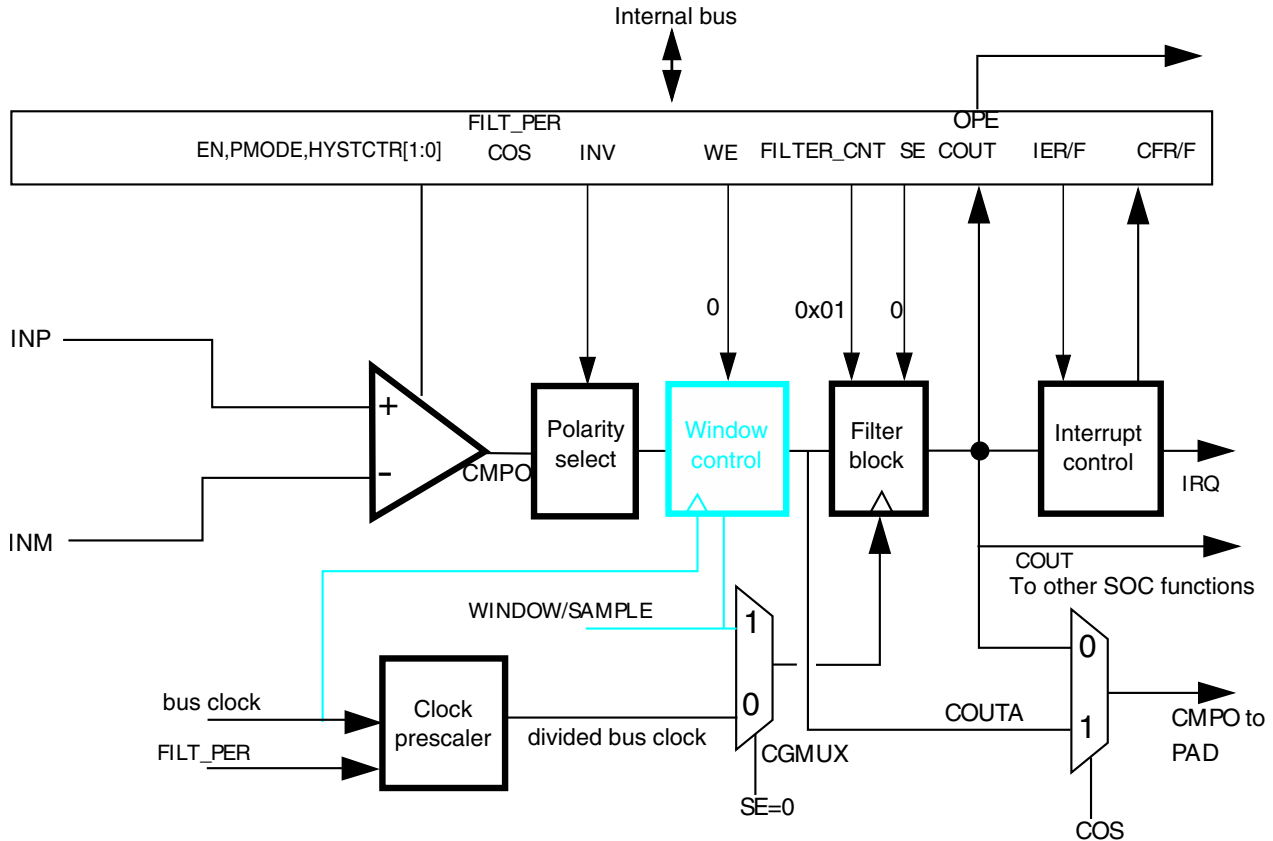 Internal bus
FILT_PER
OPE
EN,PMODE,HYSTCTR[1:0]
COS
INV
WE
FILTER_CNT
SE
COUT
IER/F
CFR/F
0
0x01
0
INP
+
-
INM
CMPO
Polarity
select
Window
control
Filter
block
Interrupt
control
IRQ
COUT
To other SOC functions
WINDOW/SAMPLE
1
0
bus clock
FILT_PER
Clock
prescaler
divided bus clock
CGMUX
SE=0
COUTA
0
1
CMPO to
PAD
COS